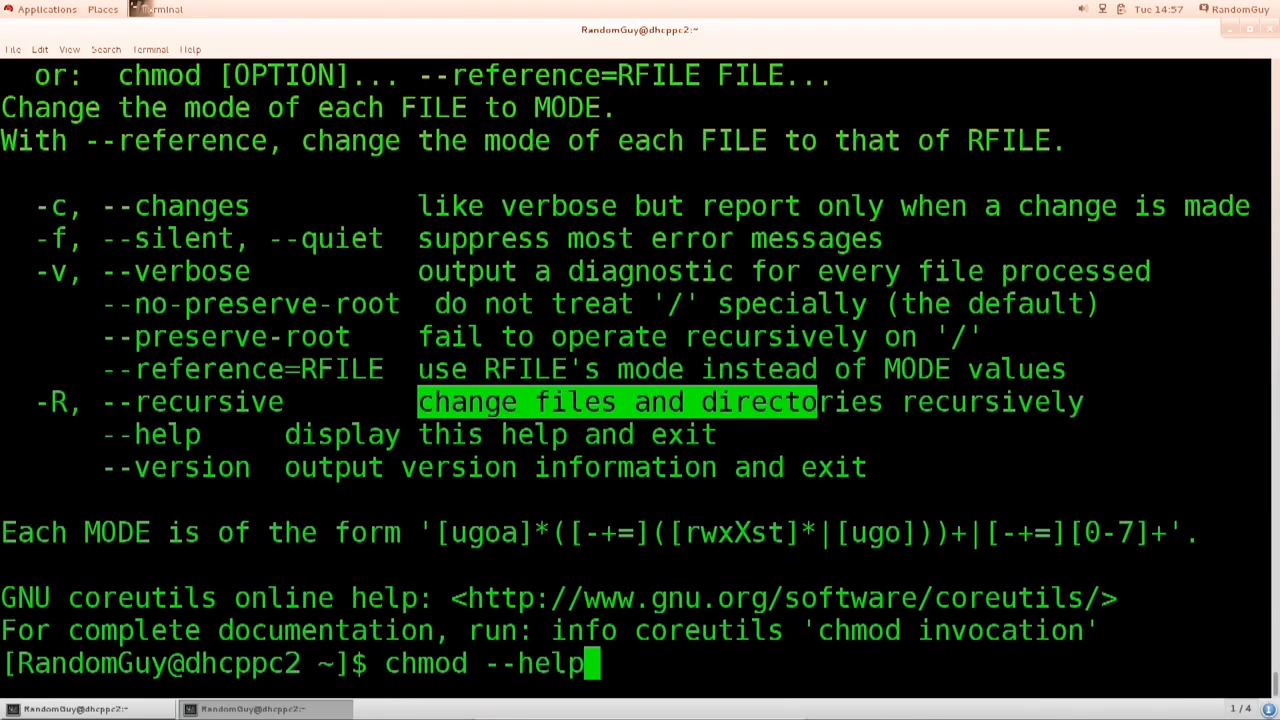 Applications Places Terminal Tue 14:57 RandomGuy
RandomGuy@dhcppc2:~
File Edit View Search Terminal Help
or: chmod [OPTION]... --reference=RFILE FILE...
Change the mode of each FILE to MODE.
With --reference, change the mode of each FILE to that of RFILE.
-c, --changes like verbose but report only when a change is made
-f, --silent, --quiet suppress most error messages
-v, --verbose output a diagnostic for every file processed
--no-preserve-root do not treat '/' specially (the default)
--preserve-root fail to operate recursively on '/'
--reference=RFILE use RFILE's mode instead of MODE values
-R, --recursive change files and directories recursively
--help display this help and exit
--version output version information and exit
Each MODE is of the form '[ugoa]*([-+=]([rwxXst]*|[ugo]))+|[-+=][0-7]+'.
GNU coreutils online help: <http://www.gnu.org/software/coreutils/>
For complete documentation, run: info coreutils 'chmod invocation'
[RandomGuy@dhcppc2 ~]$ chmod --help
RandomGuy@dhcppc2:~ RandomGuy@dhcppc2:~ 1 / 4